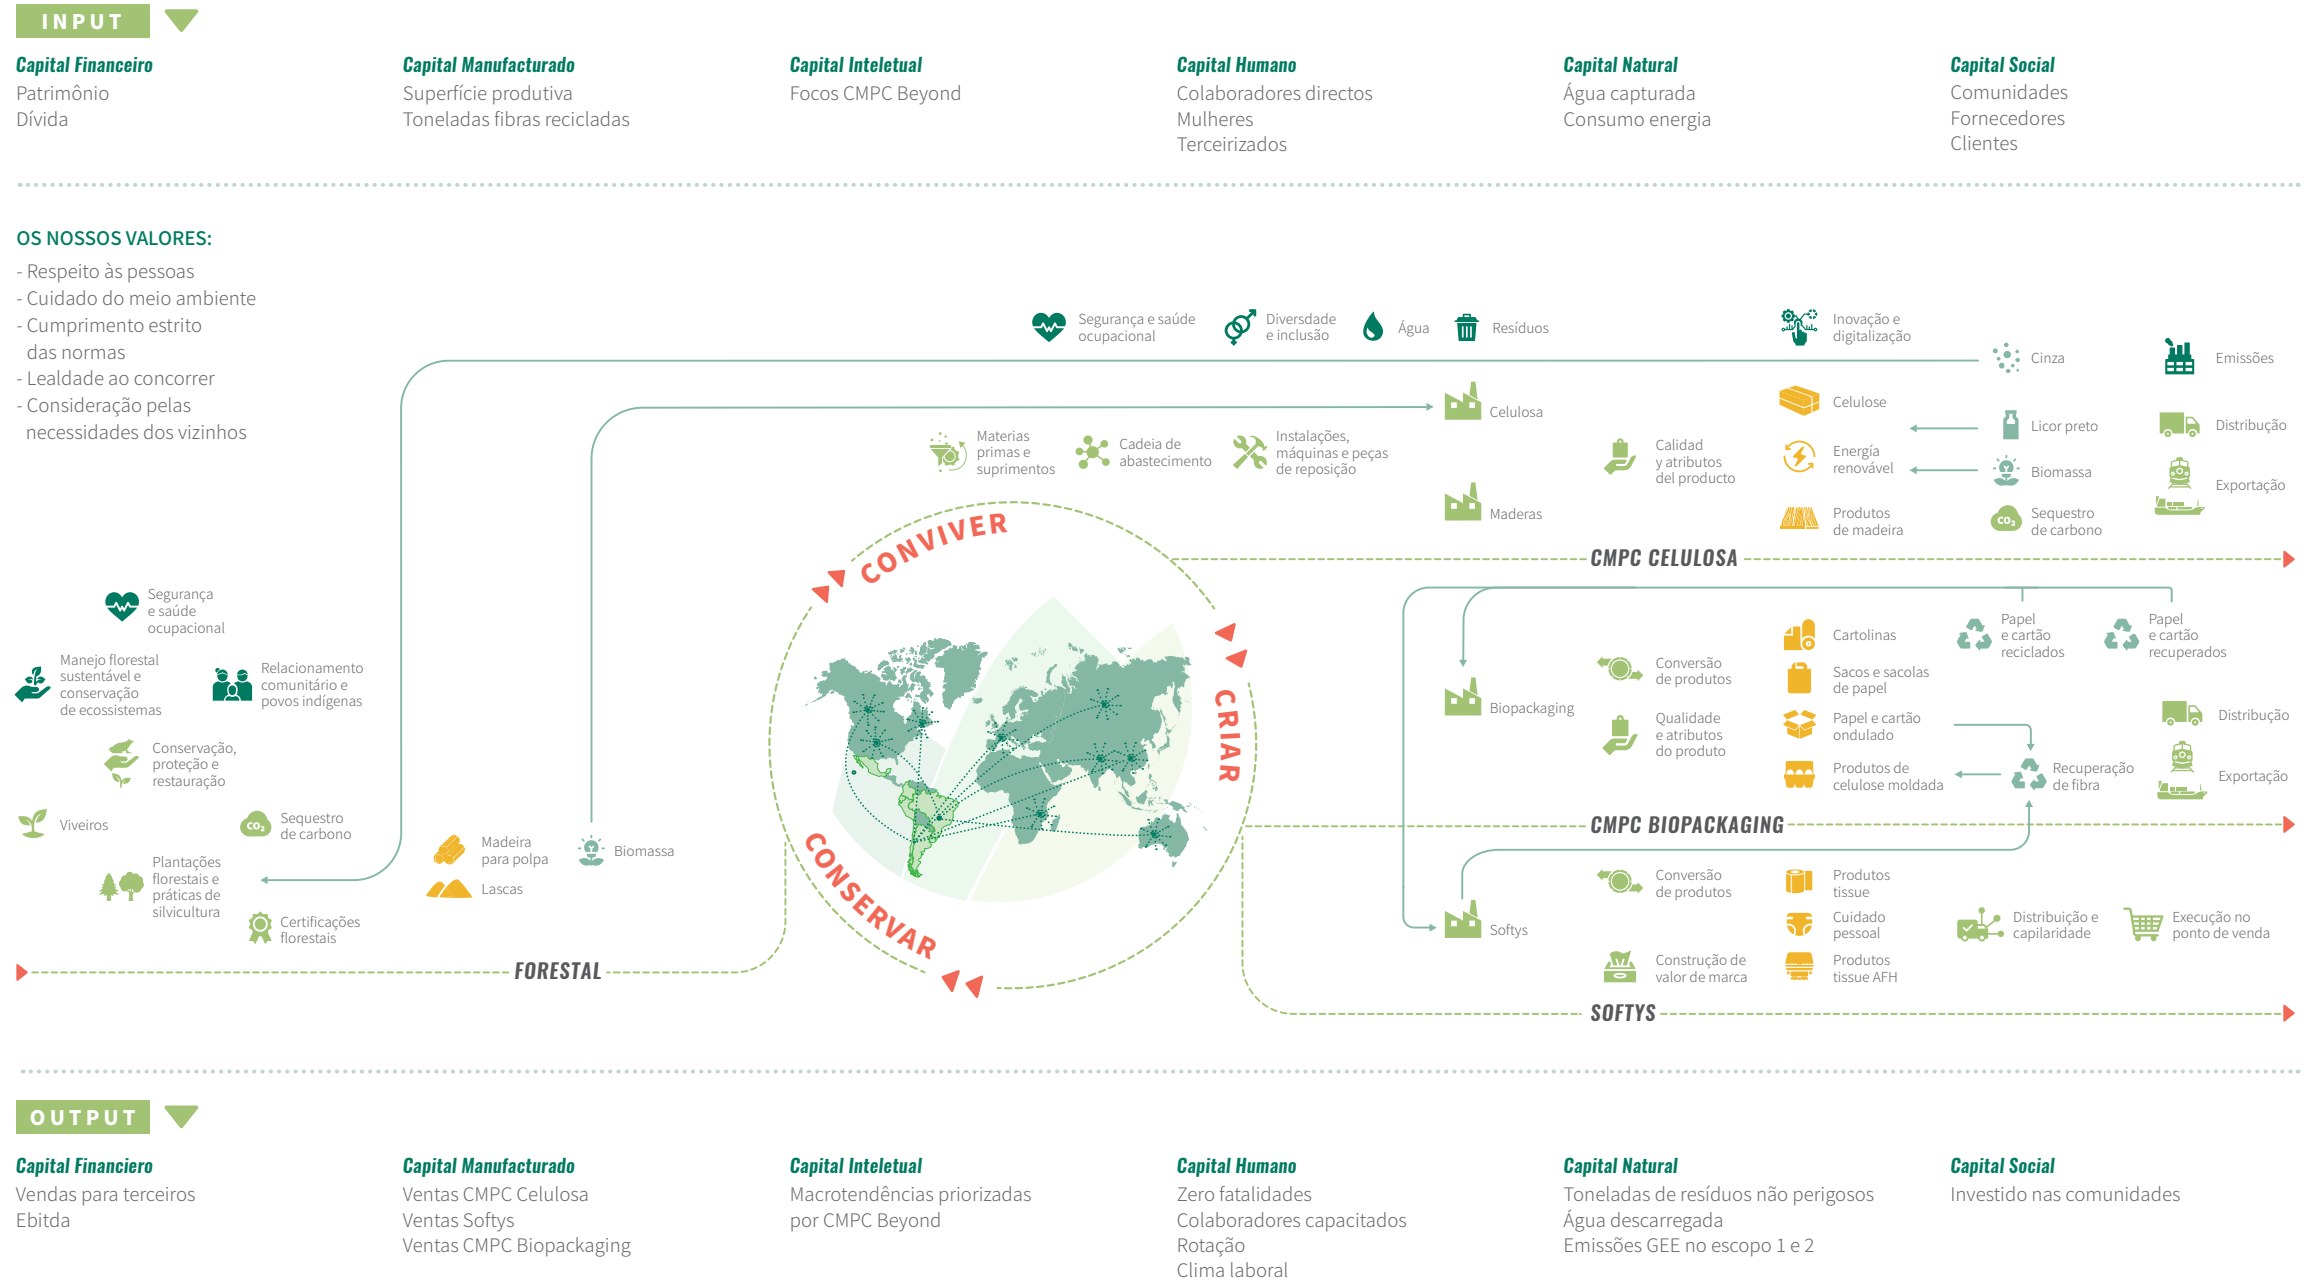 INPUT
Capital Financeiro
Patrimônio
Dívida
Capital Manufacturado
Superfície produtiva
Toneladas fibras recicladas
Capital Inteletual
Focos CMPC Beyond
Capital Humano
Colaboradores directos
Mulheres
Terceirizados
Capital Natural
Água capturada
Consumo energia
Capital Social
Comunidades
Fornecedores
Clientes
OS NOSSOS VALORES:
- Respeito às pessoas
- Cuidado do meio ambiente
- Cumprimento estrito
das normas
- Lealdade ao concorrer
- Consideração pelas
necessidades dos vizinhos
Segurança e saúde
ocupacional
Diversdade
e inclusão
Água
Resíduos
Inovação e
digitalização
Cinza
Emissões
Celulosa
Materias
primas e
suprimentos
Cadeia de
abastecimento
Instalações,
máquinas e peças
de reposição
Maderas
Calidad
y atributos
del producto
Celulose
Energía
renovável
Produtos
de madeira
Licor preto
Biomassa
CO2
Sequestro
de carbono
Distribução
Exportação
CMPC CELULOSA
CONVIVER
CRIAR
CONSERVAR
Segurança
e saúde
ocupacional
Manejo florestal
sustentável e
conservação
de ecossistemas
Relacionamento
comunitário e
povos indígenas
Conservação,
proteção e
restauração
Viveiros
CO2
Sequestro
de carbono
Plantações
florestais e
práticas de
silvicultura
Certificações
florestais
Madeira
para polpa
Lascas
Biomassa
FORESTAL
Biopackaging
Conversão
de produtos
Qualidade
e atributos
do produto
Cartolinas
Sacos e sacolas
de papel
Papel e cartão
ondulado
Produtos de
celulose moldada
Papel
e cartão
reciclados
Papel
e cartão
recuperados
Recuperação
de fibra
Distribução
Exportação
CMPC BIOPACKAGING
Softys
Conversão
de produtos
Construção de
valor de marca
Produtos
tissue
Cuidado
pessoal
Produtos
tissue AFH
Distribuição e
capilaridade
Execução no
ponto de venda
SOFTYS
OUTPUT
Capital Financiero
Vendas para terceiros
Ebitda
Capital Manufacturado
Ventas CMPC Celulosa
Ventas Softys
Ventas CMPC Biopackaging
Capital Inteletual
Macrotendências priorizadas
por CMPC Beyond
Capital Humano
Zero fatalidades
Colaboradores capacitados
Rotação
Clima laboral
Capital Natural
Toneladas de resíduos não perigosos
Água descarregada
Emissões GEE no escopo 1 e 2
Capital Social
Investido nas comunidades